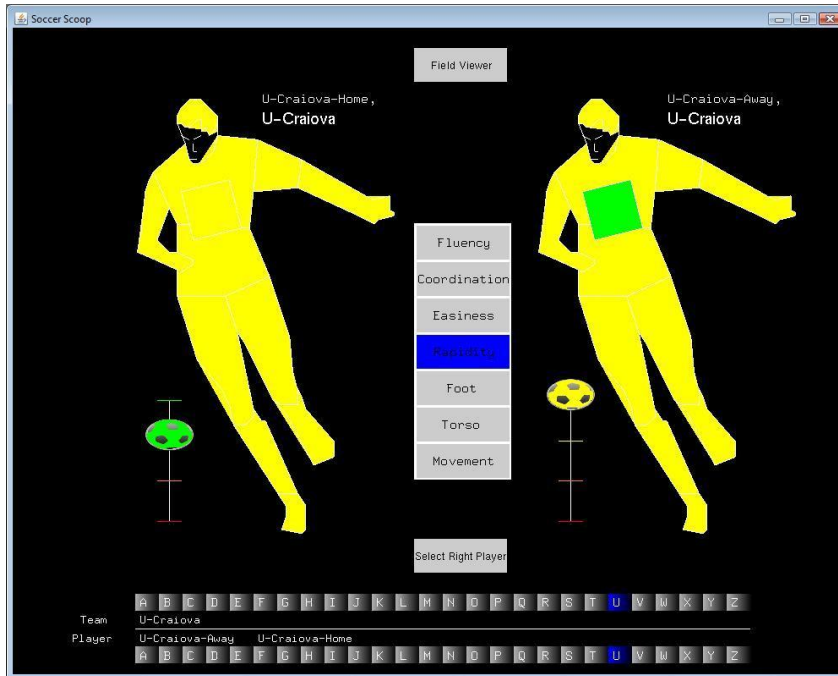 Soccer Scoop
Field Viewer
U-Craiova-Home,
U-Craiova
U-Craiova-Away,
U-Craiova
Fluency
Coordination
Easiness
Rapidity
Foot
Torso
Movement
Select Right Player
A B C D E F G H I J K L M N O P Q R S T U V W X Y Z
Team U-Craiova
Player U-Craiova-Away U-Craiova-Home
A B C D E F G H I J K L M N O P Q R S T U V W X Y Z